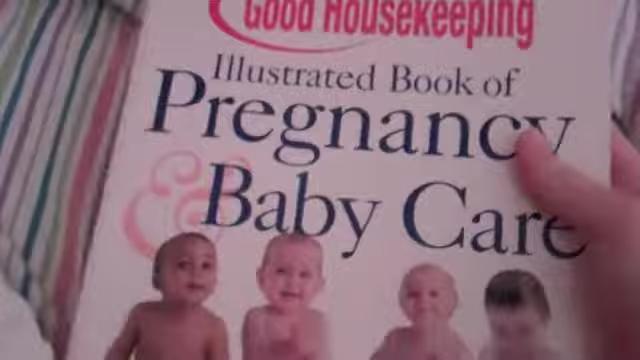 Good Housekeeping
Illustrated Book of
Pregnancy
& Baby Care